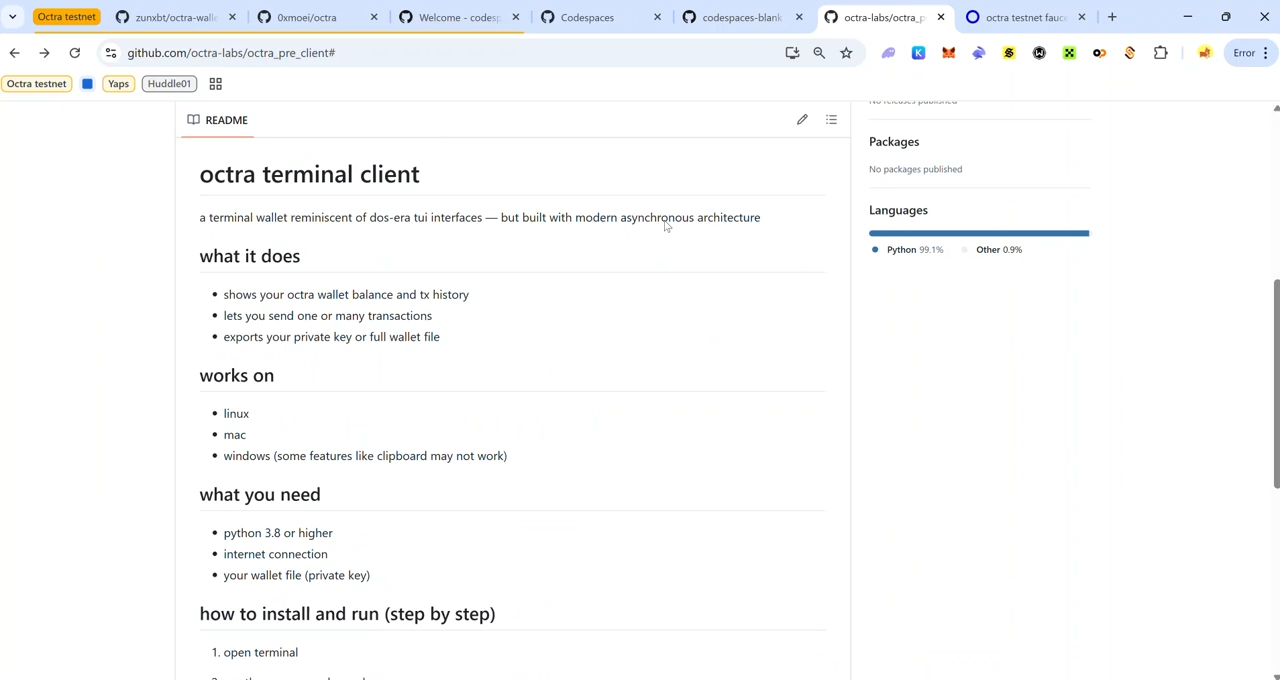 Octra testnet
zunxbt/octra-walle
0xmoei/octra
Welcome - codesp
Codespaces
codespaces-blank
octra-labs/octra_p
octra testnet fauc
github.com/octra-labs/octra_pre_client#
Error
Octra testnet
Yaps
Huddle01
No releases published
README
Packages
No packages published
octra terminal client
Languages
a terminal wallet reminiscent of dos-era tui interfaces — but built with modern asynchronous architecture
Python 99.1%
Other 0.9%
what it does
shows your octra wallet balance and tx history
lets you send one or many transactions
exports your private key or full wallet file
works on
linux
mac
windows (some features like clipboard may not work)
what you need
python 3.8 or higher
internet connection
your wallet file (private key)
how to install and run (step by step)
1. open terminal